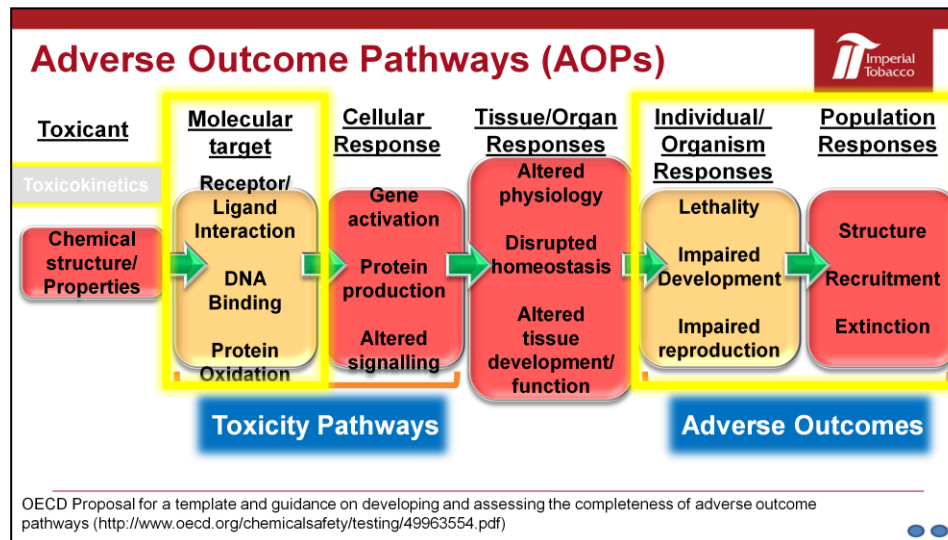 Adverse Outcome Pathways (AOPs)
Imperial
Tobacco
Toxicant
Molecular
target
Cellular
Response
Tissue/Organ
Responses
Individual/
Organism
Responses
Population
Responses
Toxicokinetics
Chemical
structure/
Properties
Receptor/
Ligand
Interaction
DNA
Binding
Protein
Oxidation
Gene
activation
Protein
production
Altered
signalling
Altered
physiology
Disrupted
homeostasis
Altered
tissue
development/
function
Lethality
Impaired
Development
Impaired
reproduction
Structure
Recruitment
Extinction
Toxicity Pathways
Adverse Outcomes
OECD Proposal for a template and guidance on developing and assessing the completeness of adverse outcome
pathways (http://www.oecd.org/chemicalsafety/testing/49963554.pdf)